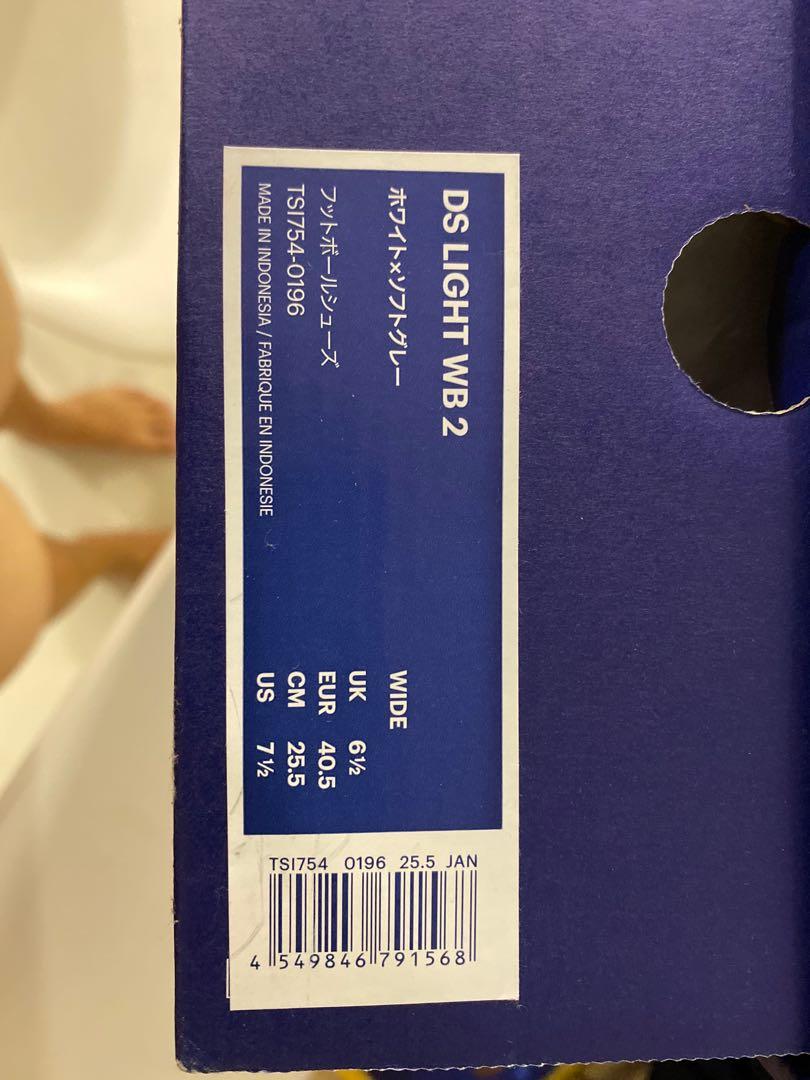 DS LIGHT WB 2
ホワイト×ソフトグレー
フットボールシューズ
TSI754-0196
MADE IN INDONESIA / FABRIQUE EN INDONESIE
WIDE
UK 6½
EUR 40.5
CM 25.5
US 7½
TSI754 0196 25.5 JAN
4 549846 791568